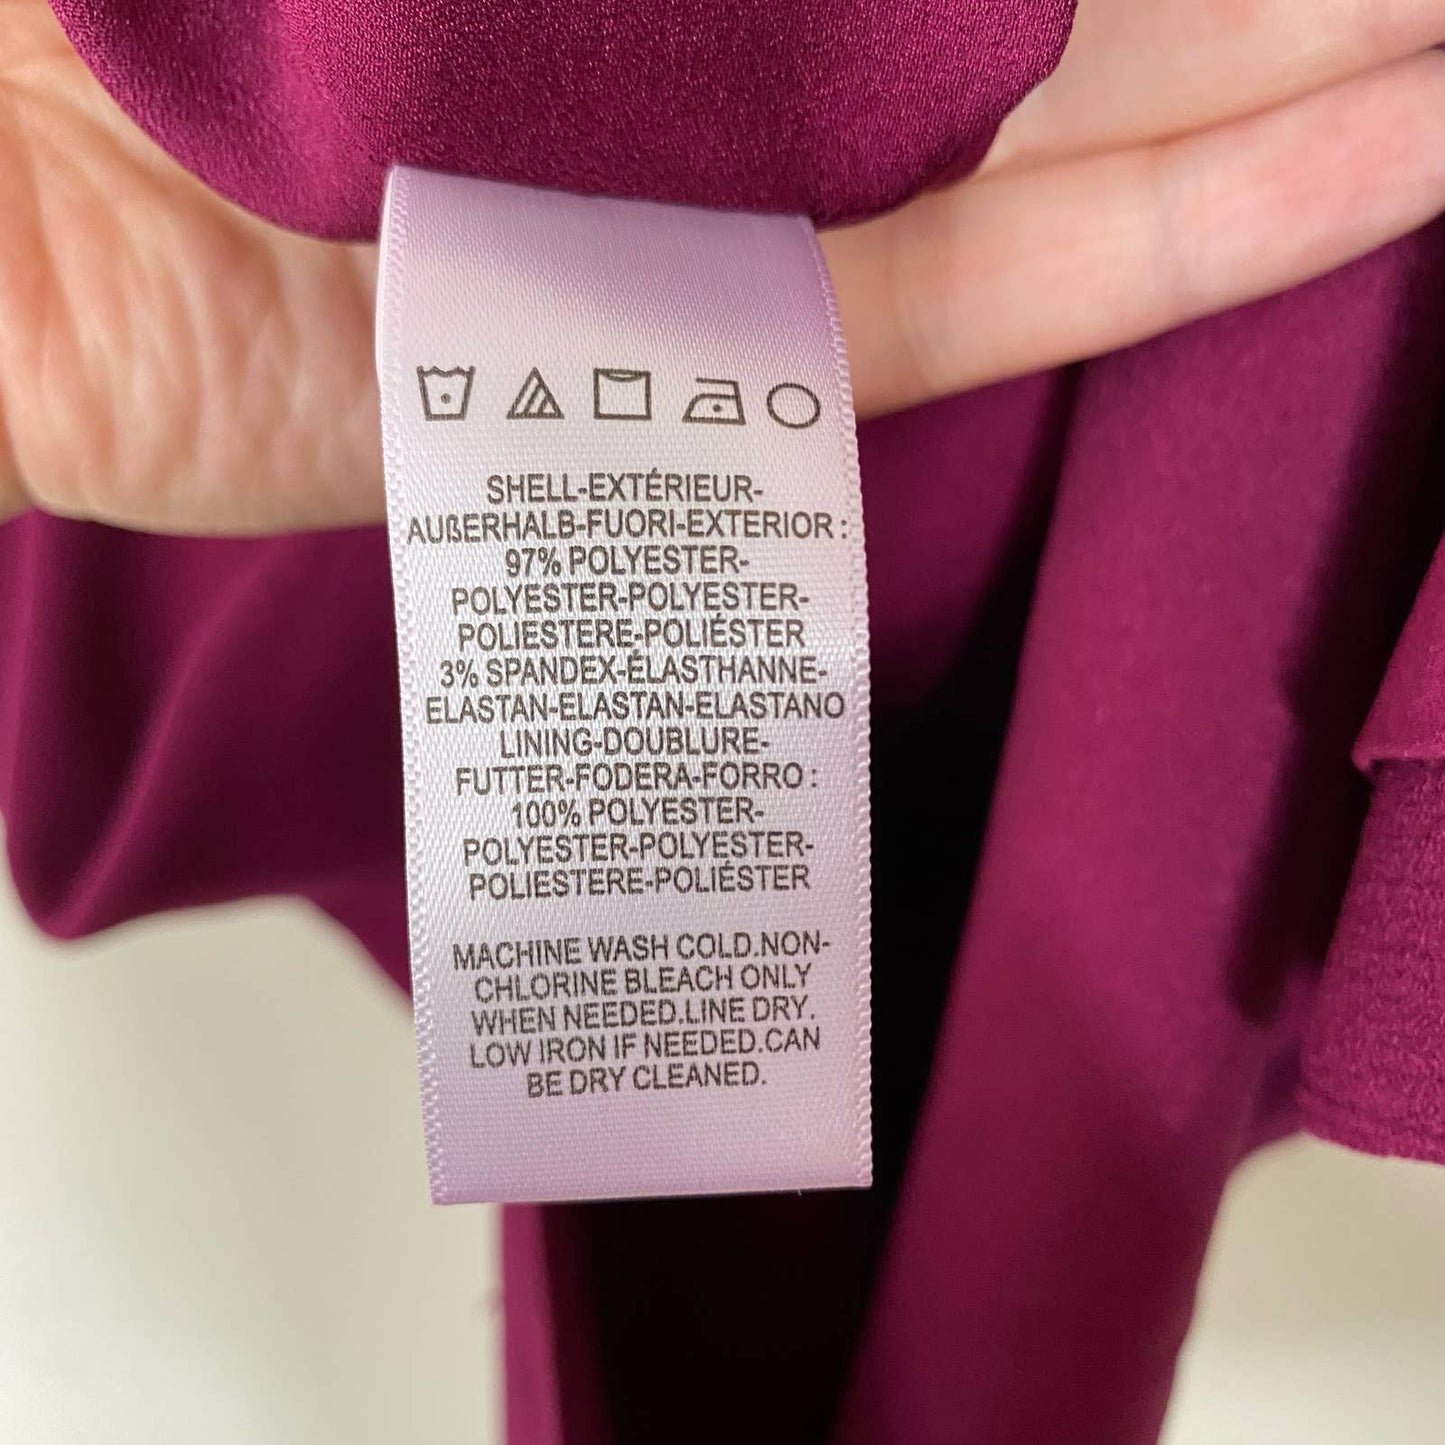 SHELL-EXTÉRIEUR-
AUßERHALB-FUORI-EXTERIOR :
97% POLYESTER-
POLYESTER-POLYESTER-
POLIESTERE-POLIÉSTER
3% SPANDEX-ÉLASTHANNE-
ELASTAN-ELASTAN-ELASTANO
LINING-DOUBLURE-
FUTTER-FODERA-FORRO :
100% POLYESTER-
POLYESTER-POLYESTER-
POLIESTERE-POLIÉSTER
MACHINE WASH COLD.NON-
CHLORINE BLEACH ONLY
WHEN NEEDED.LINE DRY.
LOW IRON IF NEEDED.CAN
BE DRY CLEANED.